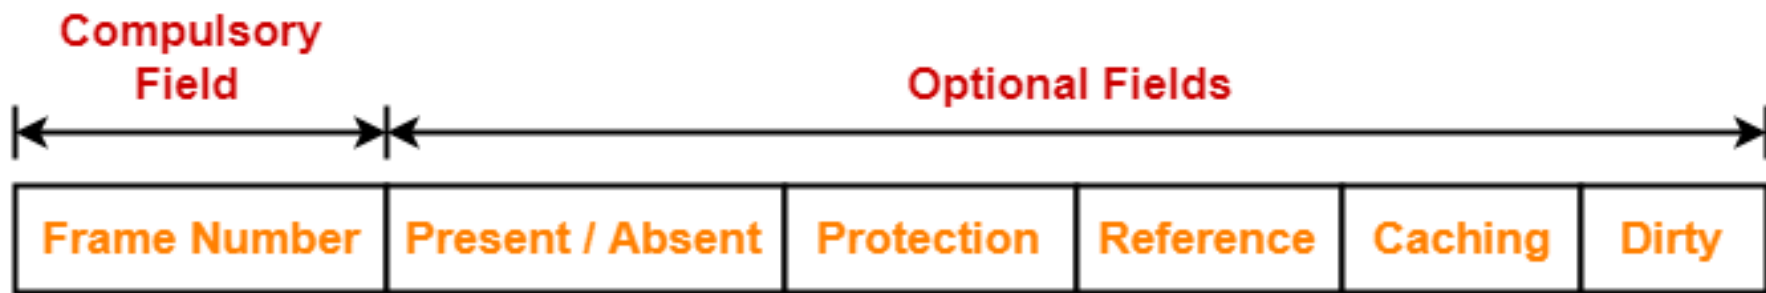 Compulsory
Field
Optional Fields
Frame Number
Present / Absent
Protection
Reference
Caching
Dirty